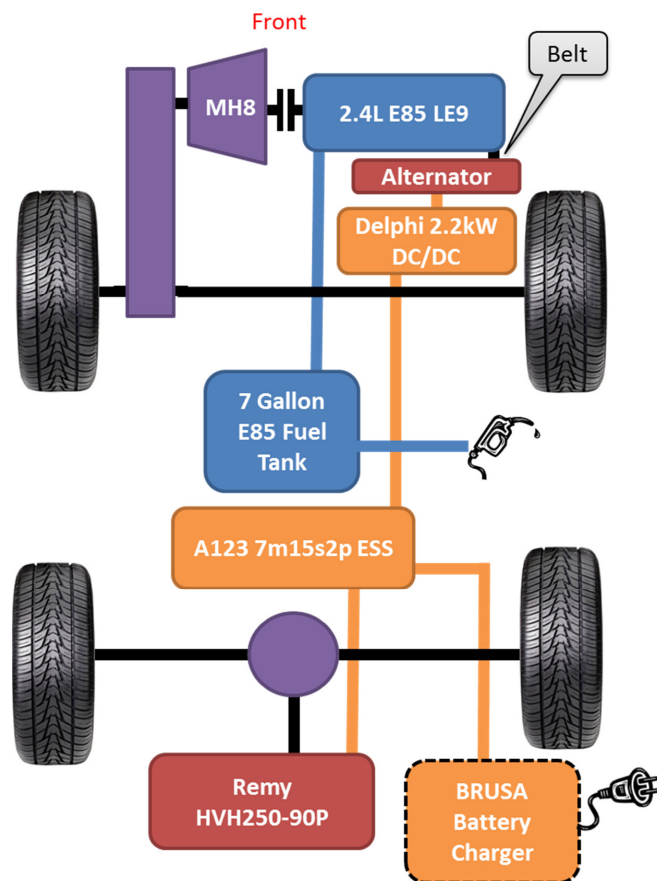 Front
Belt
MH8
2.4L E85 LE9
Alternator
Delphi 2.2kW
DC/DC
7 Gallon
E85 Fuel
Tank
A123 7m15s2p ESS
Remy
HVH250-90P
BRUSA
Battery
Charger